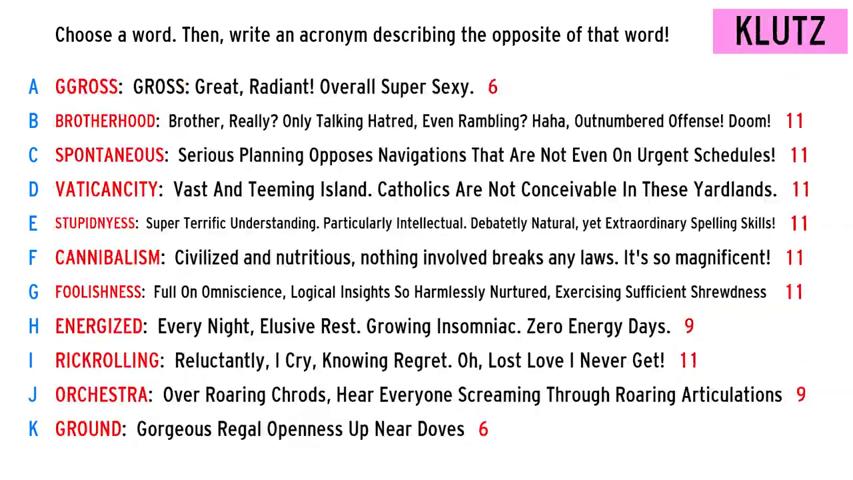 Choose a word. Then, write an acronym describing the opposite of that word!
KLUTZ
A GGROSS: GROSS: Great, Radiant! Overall Super Sexy. 6
B BROTHERHOOD: Brother, Really? Only Talking Hatred, Even Rambling? Haha, Outnumbered Offense! Doom! 11
C SPONTANEOUS: Serious Planning Opposes Navigations That Are Not Even On Urgent Schedules! 11
D VATICANCITY: Vast And Teeming Island. Catholics Are Not Conceivable In These Yardlands. 11
E STUPIDNYESS: Super Terrific Understanding. Particularly Intellectual. Debatetly Natural, yet Extraordinary Spelling Skills! 11
F CANNIBALISM: Civilized and nutritious, nothing involved breaks any laws. It's so magnificent! 11
G FOOLISHNESS: Full On Omniscience, Logical Insights So Harmlessly Nurtured, Exercising Sufficient Shrewdness 11
H ENERGIZED: Every Night, Elusive Rest. Growing Insomniac. Zero Energy Days. 9
I RICKROLLING: Reluctantly, I Cry, Knowing Regret. Oh, Lost Love I Never Get! 11
J ORCHESTRA: Over Roaring Chrods, Hear Everyone Screaming Through Roaring Articulations 9
K GROUND: Gorgeous Regal Openness Up Near Doves 6